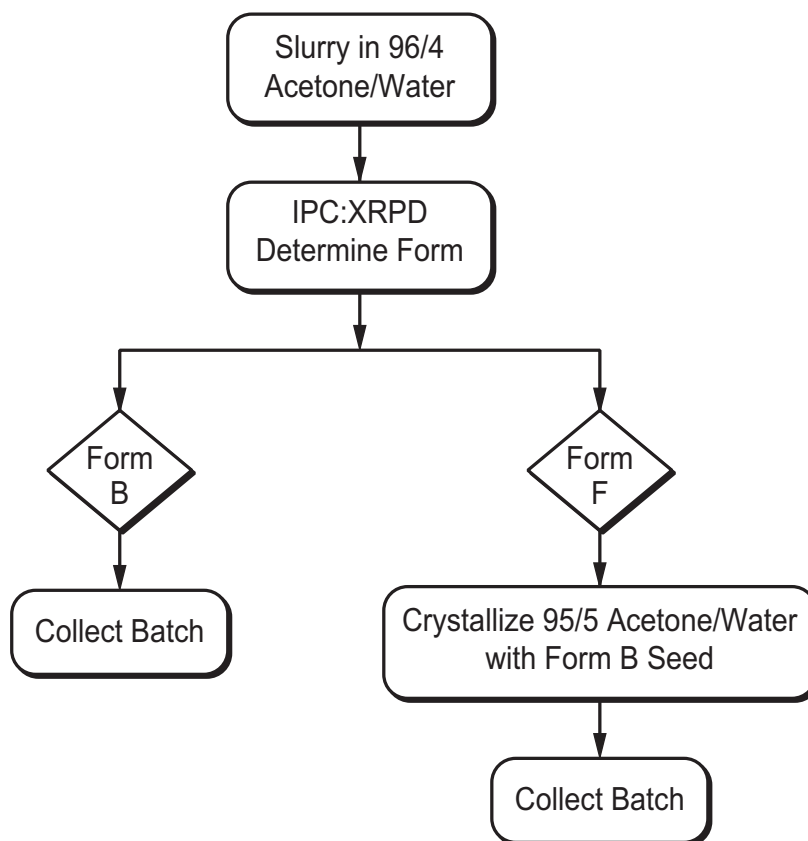 Slurry in 96/4
Acetone/Water
IPC:XRPD
Determine Form
Form
B
Form
F
Collect Batch
Crystallize 95/5 Acetone/Water
with Form B Seed
Collect Batch